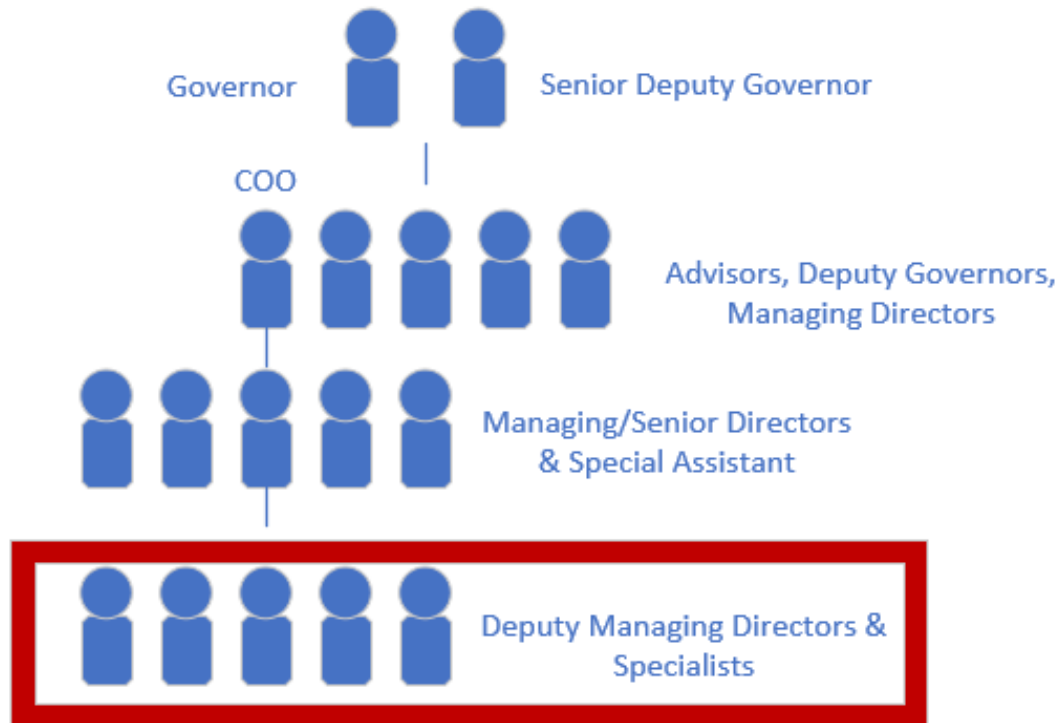 Governor
Senior Deputy Governor
COO
Advisors, Deputy Governors,
Managing Directors
Managing/Senior Directors
& Special Assistant
Deputy Managing Directors &
Specialists